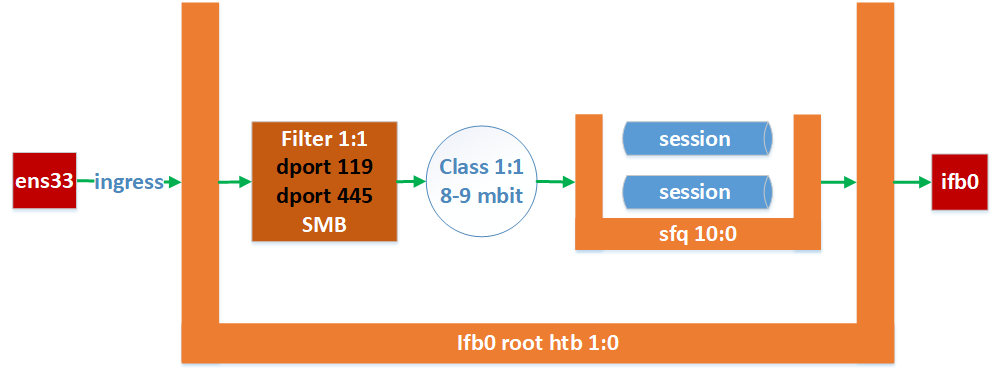 ens33
ingress
Filter 1:1
dport 119
dport 445
SMB
Class 1:1
8-9 mbit
session
session
sfq 10:0
ifb0
Ifb0 root htb 1:0